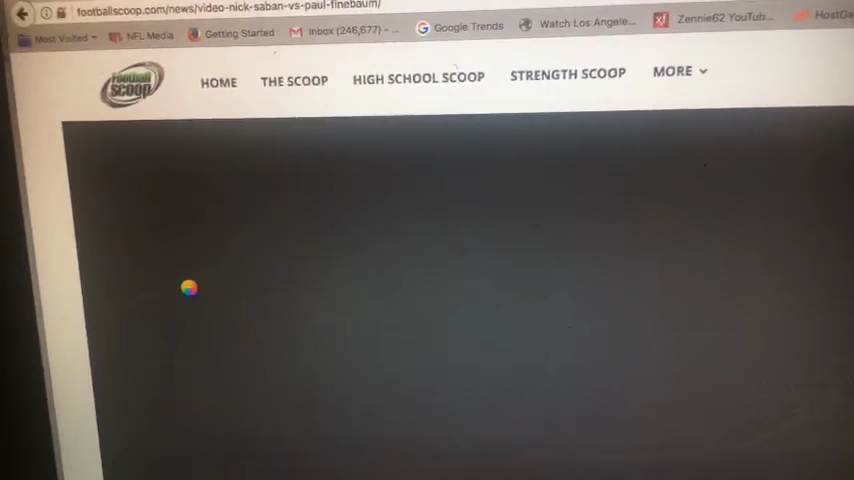 footballscoop.com/news/video-nick-saban-vs-paul-finebaum/
Most Visited NFL Media Getting Started Inbox (246,677) - ... Google Trends Watch Los Angele... Zennie62 YouTub... HostGa
Football
SCOOP
HOME THE SCOOP HIGH SCHOOL SCOOP STRENGTH SCOOP MORE